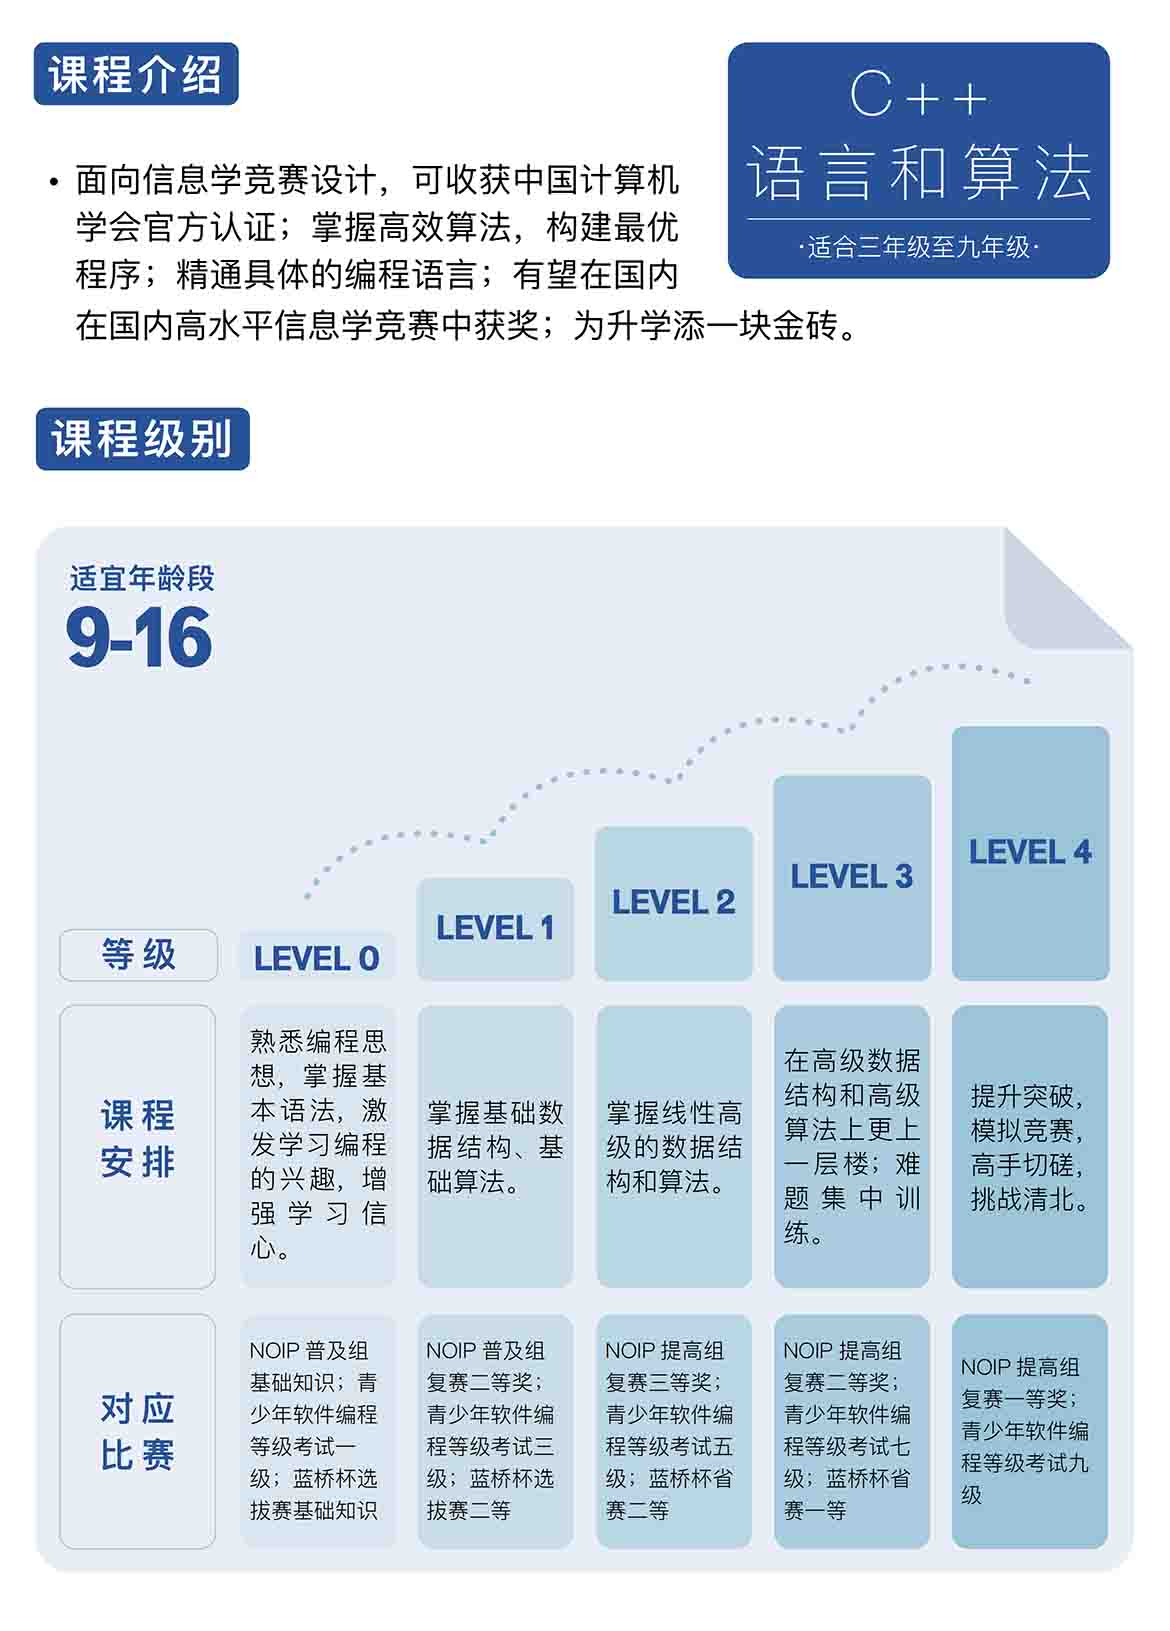 课程介绍
C++
语言和算法
·适合三年级至九年级·
• 面向信息学竞赛设计，可收获中国计算机
学会官方认证；掌握高效算法，构建最优
程序；精通具体的编程语言；有望在国内
在国内高水平信息学竞赛中获奖；为升学添一块金砖。
课程级别
适宜年龄段
9-16
等级
LEVEL 0
LEVEL 1
LEVEL 2
LEVEL 3
LEVEL 4
课程
安排
熟悉编程思
想，掌握基
本语法，激
发学习编程
的兴趣，增
强学习信
心。
掌握基础数
据结构、基
础算法。
掌握线性高
级的数据结
构和算法。
在高级数据
结构和高级
算法上更上
一层楼；难
题集中训
练。
提升突破，
模拟竞赛，
高手切磋，
挑战清北。
对应
比赛
NOIP 普及组
基础知识；青
少年软件编程
等级考试一
级；蓝桥杯选
拔赛基础知识
NOIP 普及组
复赛二等奖；
青少年软件编
程等级考试三
级；蓝桥杯选
拔赛二等
NOIP 提高组
复赛三等奖；
青少年软件编
程等级考试五
级；蓝桥杯省
赛二等
NOIP 提高组
复赛二等奖；
青少年软件编
程等级考试七
级；蓝桥杯省
赛一等
NOIP 提高组
复赛一等奖；
青少年软件编
程等级考试九
级